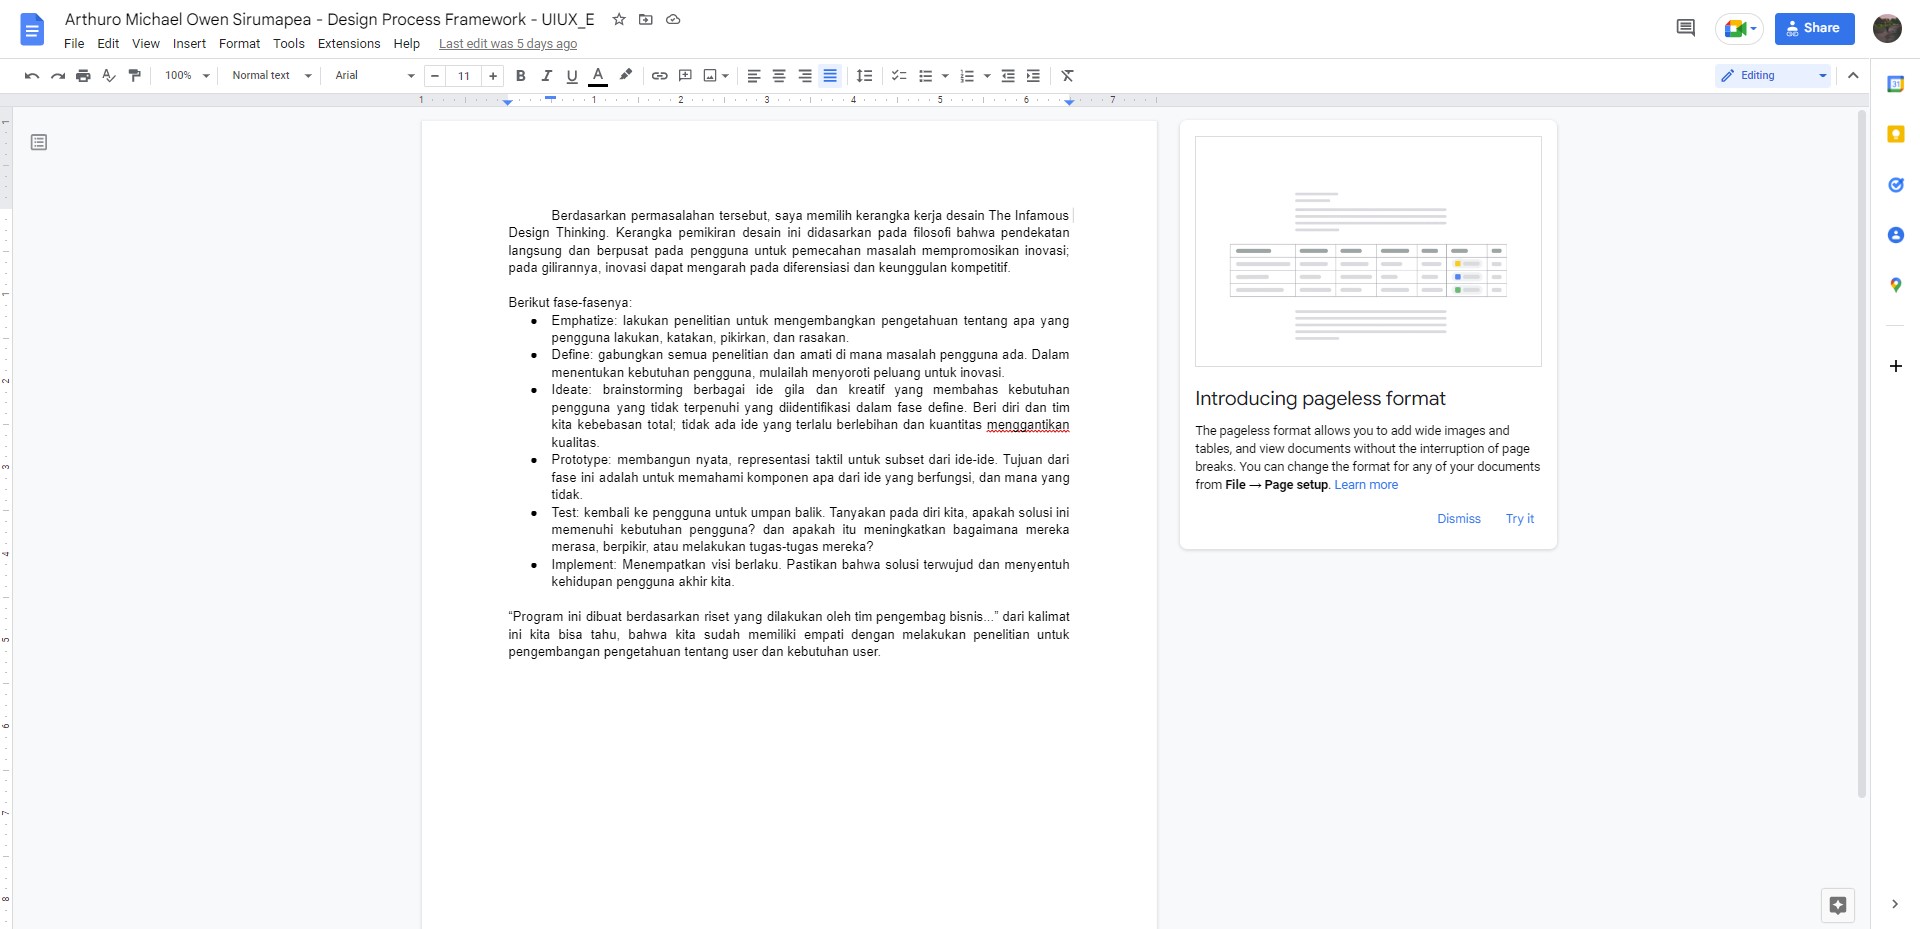 Arthuro Michael Owen Sirumapea - Design Process Framework - UIUX_E
File Edit View Insert Format Tools Extensions Help Last edit was 5 days ago
Share
100% Normal text Arial 11 Editing
1 1 2 3 4 5 6 7
Berdasarkan permasalahan tersebut, saya memilih kerangka kerja desain The Infamous
Design Thinking. Kerangka pemikiran desain ini didasarkan pada filosofi bahwa pendekatan
langsung dan berpusat pada pengguna untuk pemecahan masalah mempromosikan inovasi;
pada gilirannya, inovasi dapat mengarah pada diferensiasi dan keunggulan kompetitif.
Berikut fase-fasenya:
● Emphatize: lakukan penelitian untuk mengembangkan pengetahuan tentang apa yang
pengguna lakukan, katakan, pikirkan, dan rasakan.
● Define: gabungkan semua penelitian dan amati di mana masalah pengguna ada. Dalam
menentukan kebutuhan pengguna, mulailah menyoroti peluang untuk inovasi.
● Ideate: brainstorming berbagai ide gila dan kreatif yang membahas kebutuhan
pengguna yang tidak terpenuhi yang diidentifikasi dalam fase define. Beri diri dan tim
kita kebebasan total; tidak ada ide yang terlalu berlebihan dan kuantitas menggantikan
kualitas.
● Prototype: membangun nyata, representasi taktil untuk subset dari ide-ide. Tujuan dari
fase ini adalah untuk memahami komponen apa dari ide yang berfungsi, dan mana yang
tidak.
● Test: kembali ke pengguna untuk umpan balik. Tanyakan pada diri kita, apakah solusi ini
memenuhi kebutuhan pengguna? dan apakah itu meningkatkan bagaimana mereka
merasa, berpikir, atau melakukan tugas-tugas mereka?
● Implement: Menempatkan visi berlaku. Pastikan bahwa solusi terwujud dan menyentuh
kehidupan pengguna akhir kita.
“Program ini dibuat berdasarkan riset yang dilakukan oleh tim pengembag bisnis...” dari kalimat
ini kita bisa tahu, bahwa kita sudah memiliki empati dengan melakukan penelitian untuk
pengembangan pengetahuan tentang user dan kebutuhan user.
Introducing pageless format
The pageless format allows you to add wide images and
tables, and view documents without the interruption of page
breaks. You can change the format for any of your documents
from File → Page setup. Learn more
Dismiss Try it
1
1
2
3
4
5
6
7
8
31